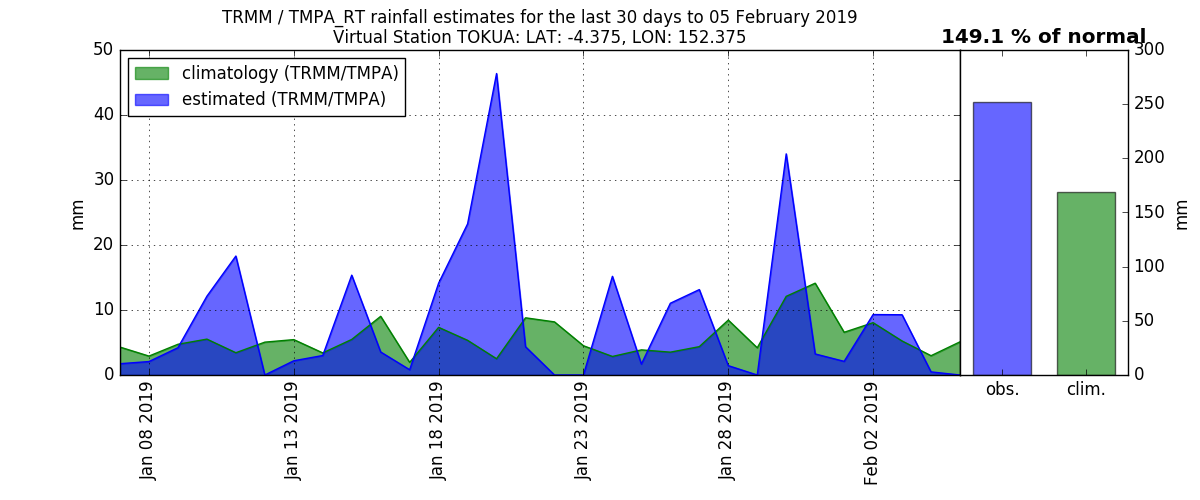 TRMM / TMPA_RT rainfall estimates for the last 30 days to 05 February 2019
Virtual Station TOKUA: LAT: -4.375, LON: 152.375
149.1 % of normal
climatology (TRMM/TMPA)
estimated (TRMM/TMPA)
mm
50
40
30
20
10
0
Jan 08 2019
Jan 13 2019
Jan 18 2019
Jan 23 2019
Jan 28 2019
Feb 02 2019
obs.
clim.
300
250
200
150
100
50
0
mm